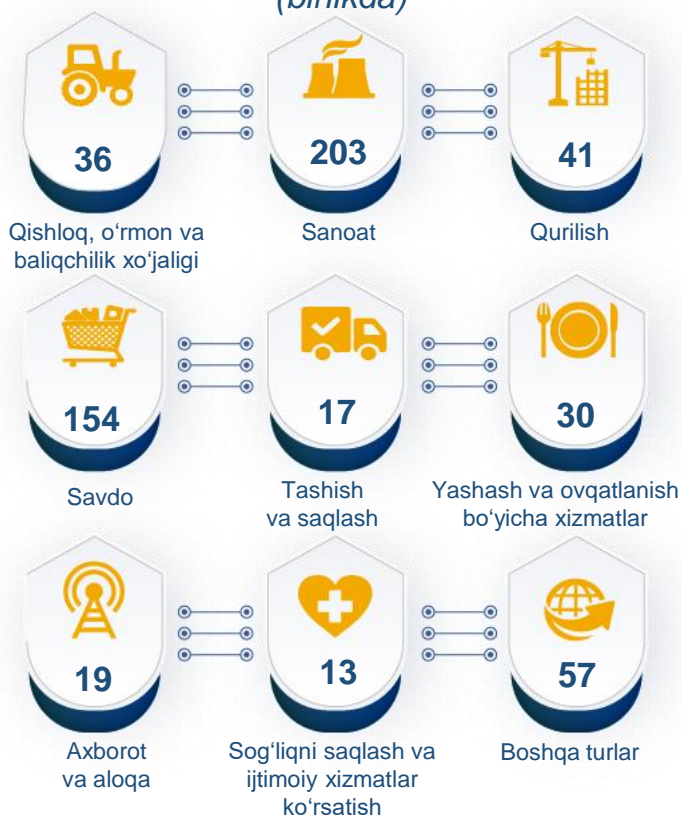 (birlikda)
36
203
41
Qishloq, o‘rmon va
baliqchilik xo‘jaligi
Sanoat
Qurilish
154
17
30
Savdo
Tashish
va saqlash
Yashash va ovqatlanish
bo‘yicha xizmatlar
19
13
57
Axborot
va aloqa
Sog‘liqni saqlash va
ijtimoiy xizmatlar
ko‘rsatish
Boshqa turlar